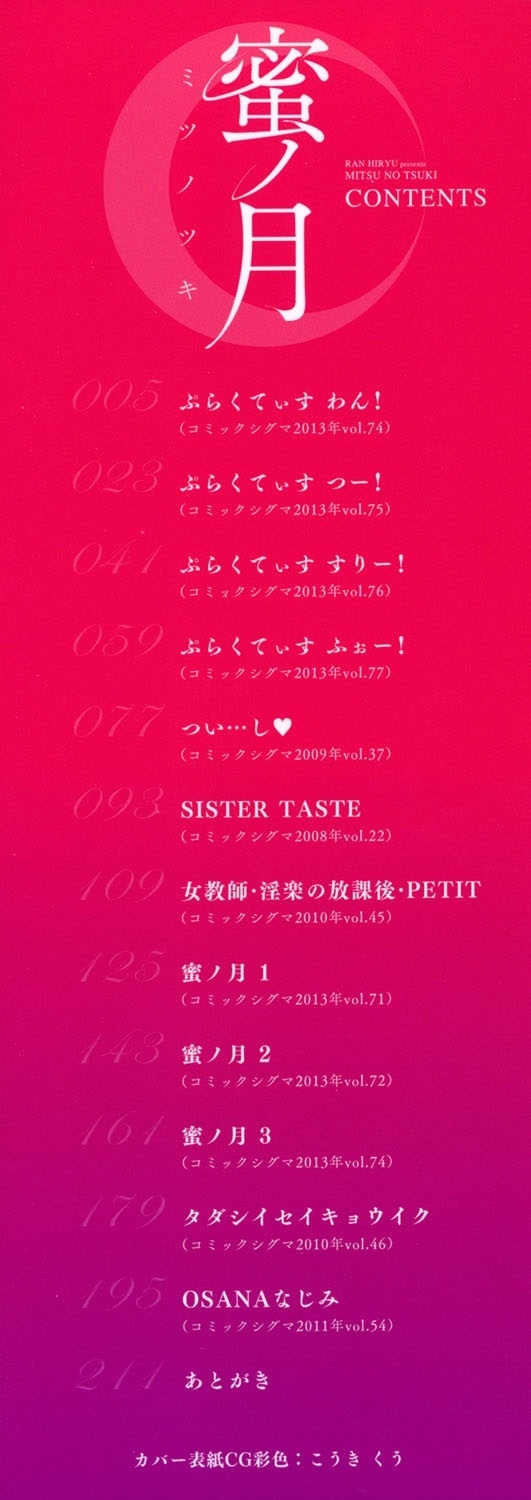 蜜ノ月
ミツノツキ
RAN HIRYU presents
MITSU NO TSUKI
CONTENTS
005 ぷらくてぃす わん!
(コミックシグマ2013年vol.74)
023 ぷらくてぃす つー!
(コミックシグマ2013年vol.75)
041 ぷらくてぃす すりー!
(コミックシグマ2013年vol.76)
059 ぷらくてぃす ふぉー!
(コミックシグマ2013年vol.77)
077 つい…し♥
(コミックシグマ2009年vol.37)
093 SISTER TASTE
(コミックシグマ2008年vol.22)
109 女教師·淫楽の放課後·PETIT
(コミックシグマ2010年vol.45)
125 蜜ノ月 1
(コミックシグマ2013年vol.71)
143 蜜ノ月 2
(コミックシグマ2013年vol.72)
161 蜜ノ月 3
(コミックシグマ2013年vol.74)
179 タダシイセイキョウイク
(コミックシグマ2010年vol.46)
195 OSANAなじみ
(コミックシグマ2011年vol.54)
211 あとがき
カバー表紙CG彩色：こうき くう